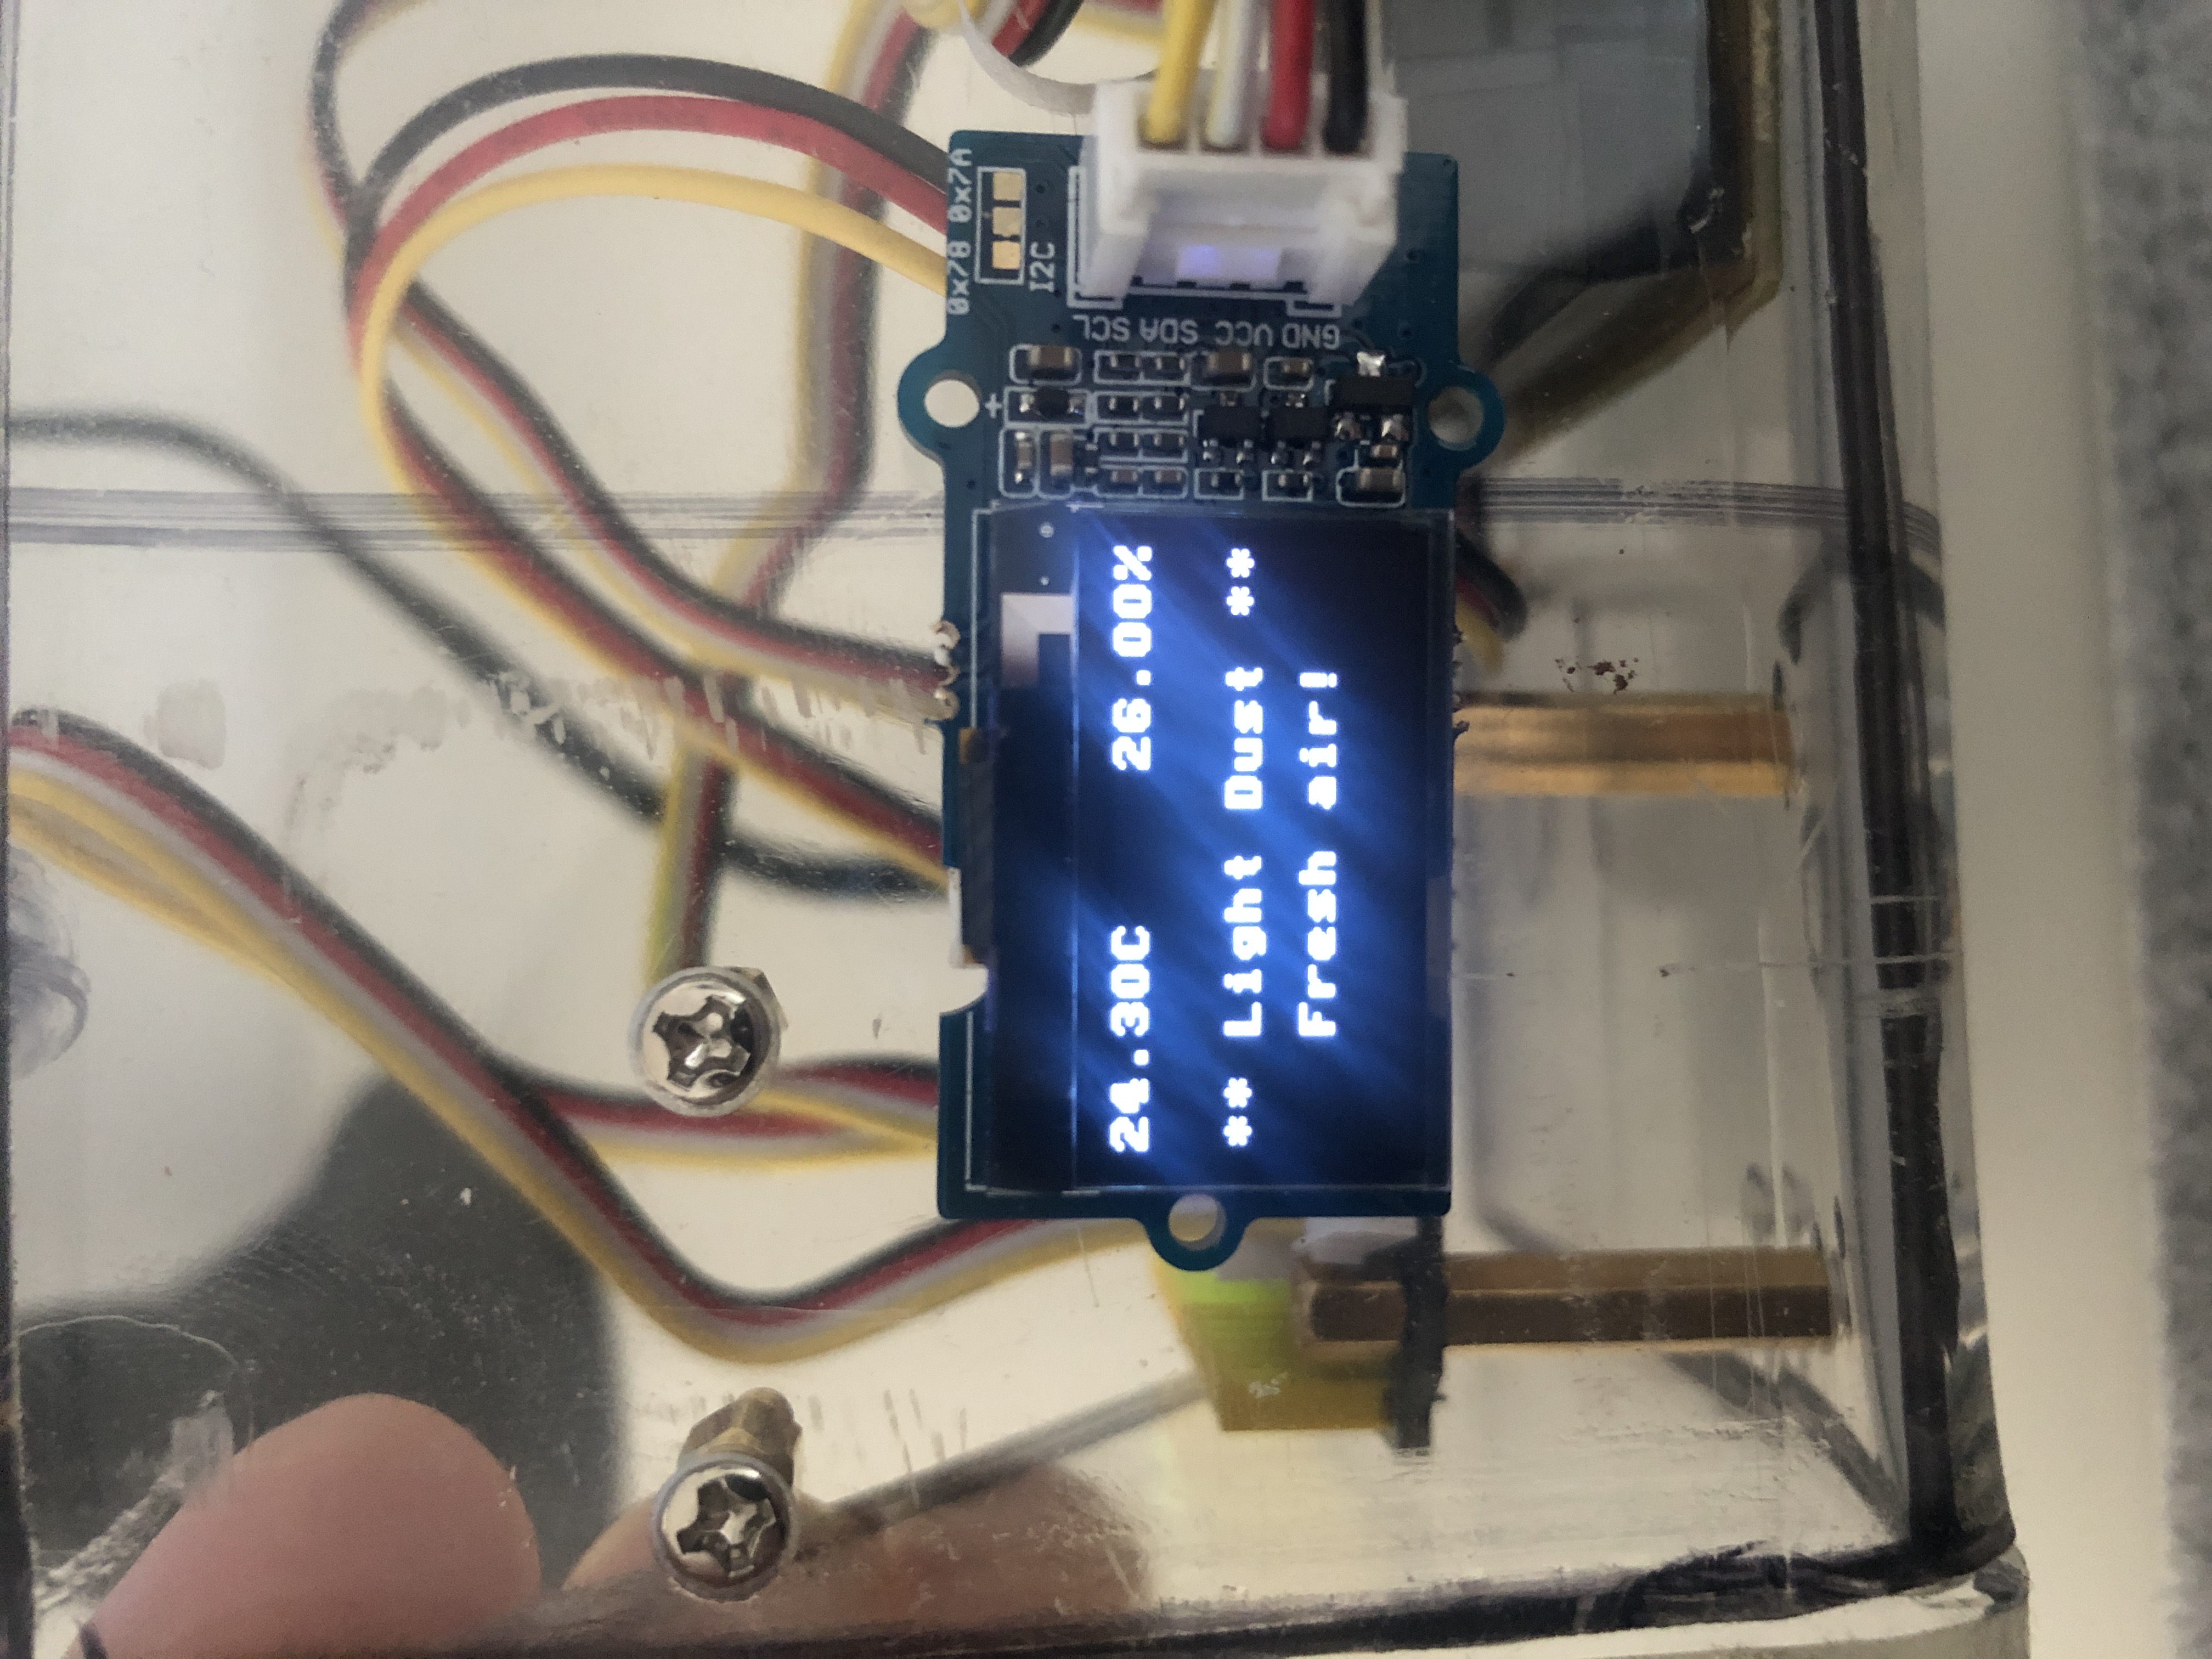 0x78 0x7A
I2C
+
24.30C 26.00%
** Light Dust **
Fresh air!
GND VCC SDA SCL